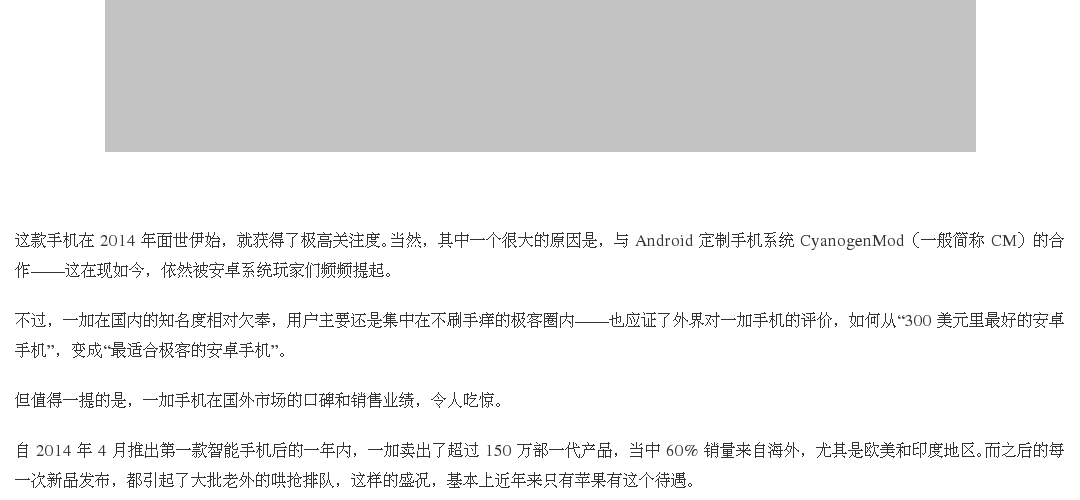 这款手机在 2014 年面世伊始，就获得了极高关注度。当然，其中一个很大的原因是，与 Android 定制手机系统 CyanogenMod（一般简称 CM）的合
作——这在现如今，依然被安卓系统玩家们频频提起。
不过，一加在国内的知名度相对欠奉，用户主要还是集中在不刷手痒的极客圈内——也应证了外界对一加手机的评价，如何从“300 美元里最好的安卓
手机”，变成“最适合极客的安卓手机”。
但值得一提的是，一加手机在国外市场的口碑和销售业绩，令人吃惊。
自 2014 年 4 月推出第一款智能手机后的一年内，一加卖出了超过 150 万部一代产品，当中 60% 销量来自海外，尤其是欧美和印度地区。而之后的每
一次新品发布，都引起了大批老外的哄抢排队，这样的盛况，基本上近年来只有苹果有这个待遇。